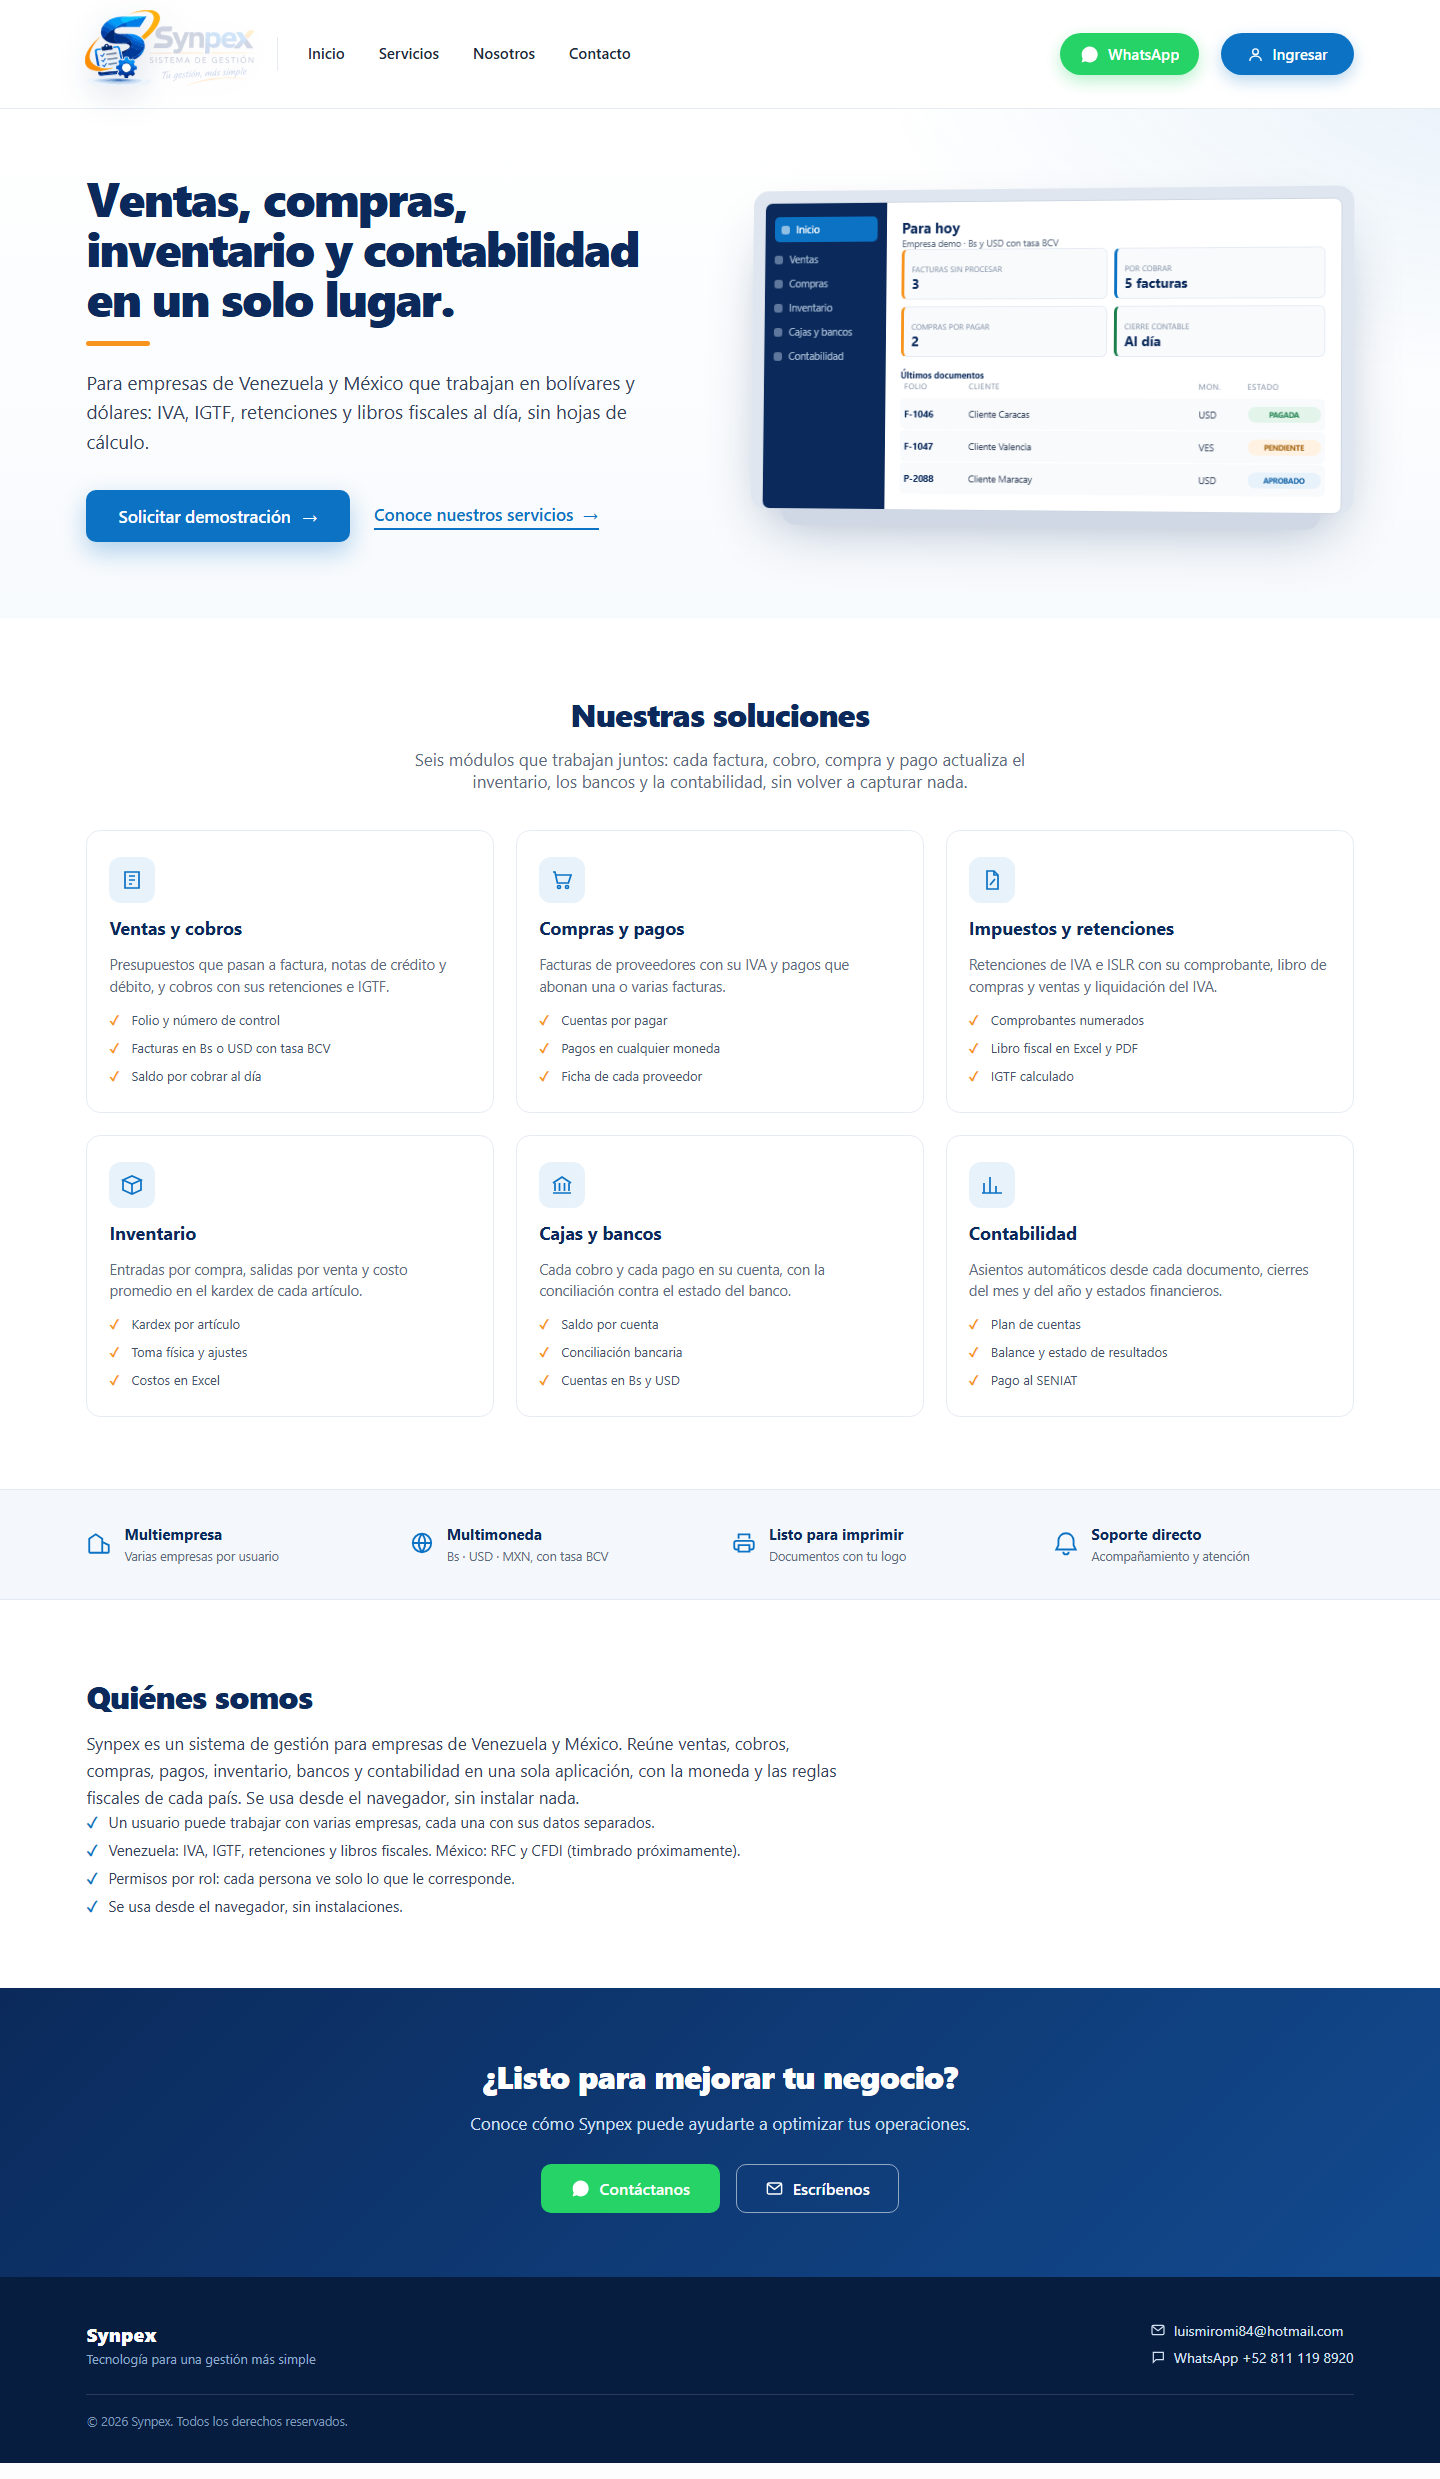 Synpex
SISTEMA DE GESTIÓN
Tu gestión, más simple
Inicio
Servicios
Nosotros
Contacto
WhatsApp
Ingresar
Ventas, compras,
inventario y contabilidad
en un solo lugar.
Para empresas de Venezuela y México que trabajan en bolívares y
dólares: IVA, IGTF, retenciones y libros fiscales al día, sin hojas de
cálculo.
Solicitar demostración →
Conoce nuestros servicios →
Inicio
Ventas
Compras
Inventario
Cajas y bancos
Contabilidad
Para hoy
Empresa demo · Bs y USD con tasa BCV
FACTURAS SIN PROCESAR
3
POR COBRAR
5 facturas
COMPRAS POR PAGAR
2
CIERRE CONTABLE
Al día
Últimos documentos
FOLIO CLIENTE MON. ESTADO
F-1046 Cliente Caracas USD PAGADA
F-1047 Cliente Valencia VES PENDIENTE
P-2088 Cliente Maracay USD APROBADO
Nuestras soluciones
Seis módulos que trabajan juntos: cada factura, cobro, compra y pago actualiza el
inventario, los bancos y la contabilidad, sin volver a capturar nada.
Ventas y cobros
Presupuestos que pasan a factura, notas de crédito y
débito, y cobros con sus retenciones e IGTF.
✓ Folio y número de control
✓ Facturas en Bs o USD con tasa BCV
✓ Saldo por cobrar al día
Compras y pagos
Facturas de proveedores con su IVA y pagos que
abonan una o varias facturas.
✓ Cuentas por pagar
✓ Pagos en cualquier moneda
✓ Ficha de cada proveedor
Impuestos y retenciones
Retenciones de IVA e ISLR con su comprobante, libro de
compras y ventas y liquidación del IVA.
✓ Comprobantes numerados
✓ Libro fiscal en Excel y PDF
✓ IGTF calculado
Inventario
Entradas por compra, salidas por venta y costo
promedio en el kardex de cada artículo.
✓ Kardex por artículo
✓ Toma física y ajustes
✓ Costos en Excel
Cajas y bancos
Cada cobro y cada pago en su cuenta, con la
conciliación contra el estado del banco.
✓ Saldo por cuenta
✓ Conciliación bancaria
✓ Cuentas en Bs y USD
Contabilidad
Asientos automáticos desde cada documento, cierres
del mes y del año y estados financieros.
✓ Plan de cuentas
✓ Balance y estado de resultados
✓ Pago al SENIAT
Multiempresa
Varias empresas por usuario
Multimoneda
Bs · USD · MXN, con tasa BCV
Listo para imprimir
Documentos con tu logo
Soporte directo
Acompañamiento y atención
Quiénes somos
Synpex es un sistema de gestión para empresas de Venezuela y México. Reúne ventas, cobros,
compras, pagos, inventario, bancos y contabilidad en una sola aplicación, con la moneda y las reglas
fiscales de cada país. Se usa desde el navegador, sin instalar nada.
✓ Un usuario puede trabajar con varias empresas, cada una con sus datos separados.
✓ Venezuela: IVA, IGTF, retenciones y libros fiscales. México: RFC y CFDI (timbrado próximamente).
✓ Permisos por rol: cada persona ve solo lo que le corresponde.
✓ Se usa desde el navegador, sin instalaciones.
¿Listo para mejorar tu negocio?
Conoce cómo Synpex puede ayudarte a optimizar tus operaciones.
Contáctanos
Escríbenos
Synpex
Tecnología para una gestión más simple
luismiromi84@hotmail.com
WhatsApp +52 811 119 8920
© 2026 Synpex. Todos los derechos reservados.